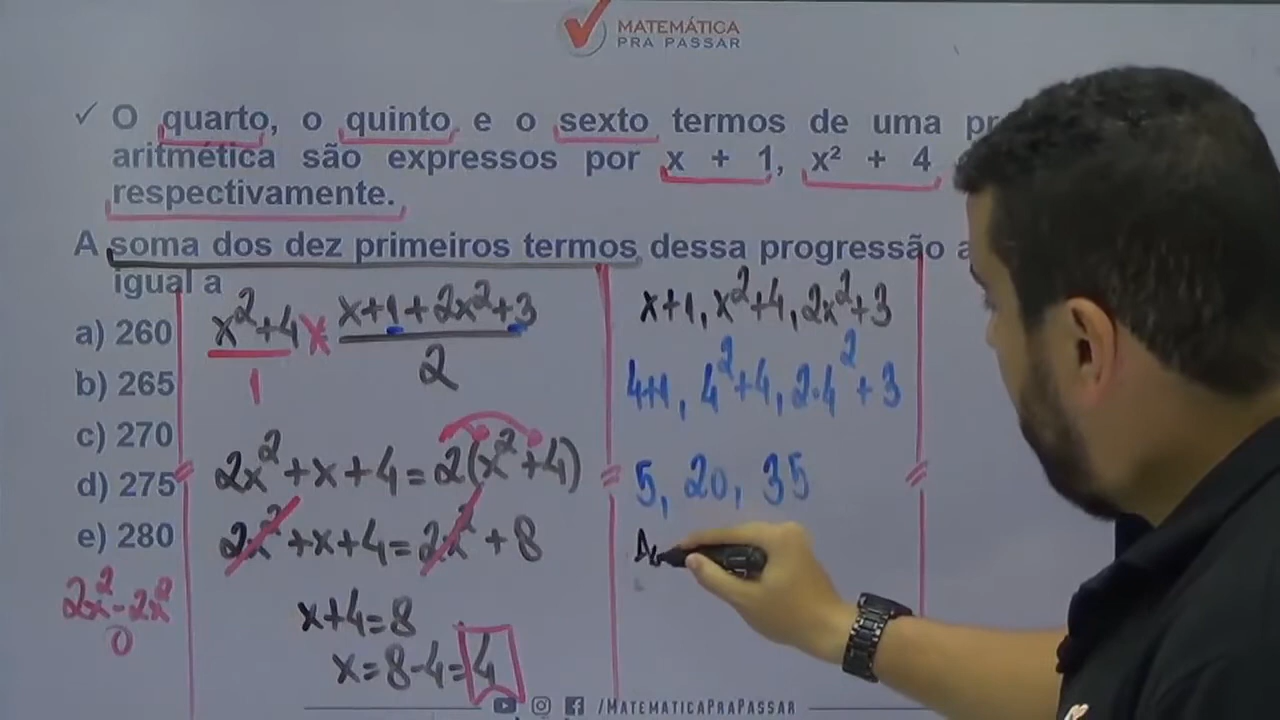 MATEMÁTICA
PRA PASSAR
✓ O quarto, o quinto e o sexto termos de uma
aritmética são expressos por x + 1, x² + 4
respectivamente.
A soma dos dez primeiros termos dessa progressão
igual a
a) 260
b) 265
c) 270
d) 275
e) 280
2x²-2x²
0
x²+4 x x+1+2x²+3
1 2
2x²+x+4=2(x²+4)
2x²+x+4=2x²+8
x+4=8
x=8-4=4
x+1, x²+4, 2x²+3
4+1, 4²+4, 2·4²+3
5, 20, 35
/MATEMATICAPRAPASSAR